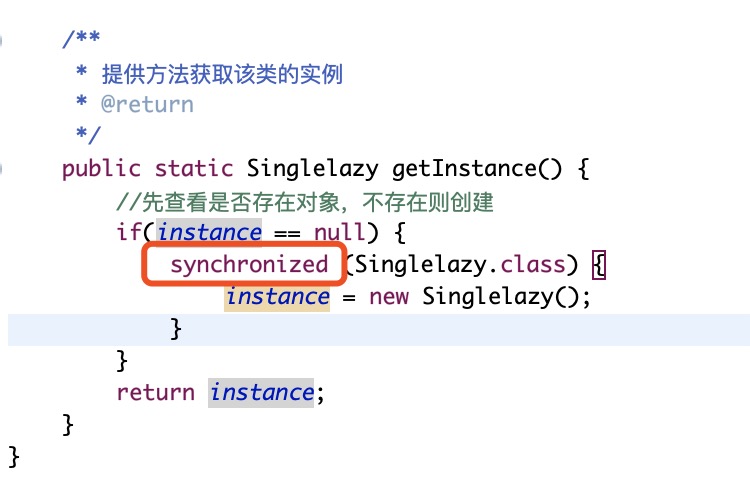 /**
 * 提供方法获取该类的实例
 * @return
 */
public static Singlelazy getInstance() {
    //先查看是否存在对象，不存在则创建
    if(instance == null) {
        synchronized (Singlelazy.class) {
            instance = new Singlelazy();
        }
    }
    return instance;
}
}